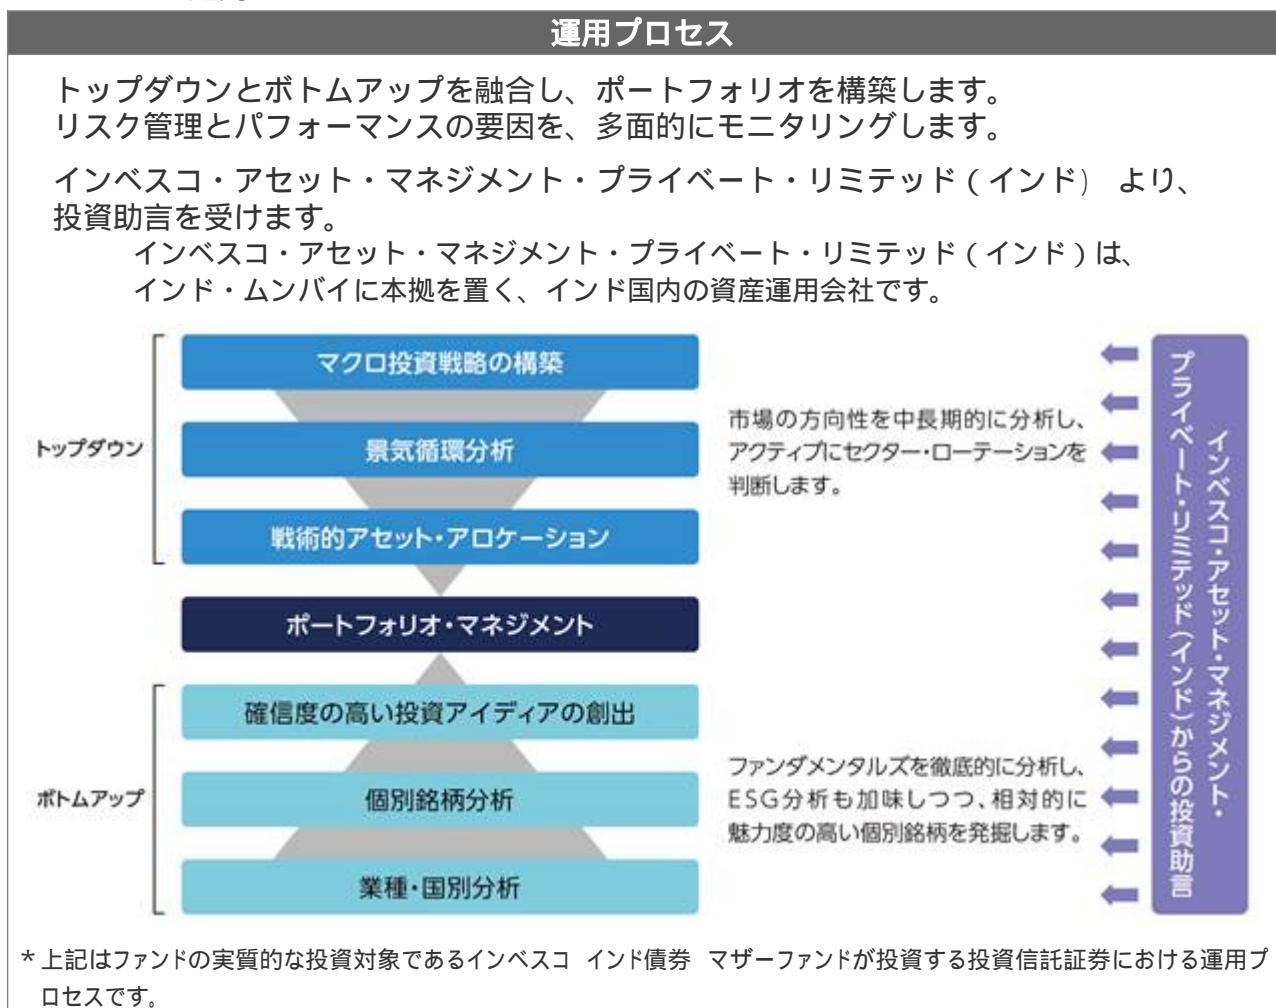 運用プロセス
トップダウンとボトムアップを融合し、ポートフォリオを構築します。
リスク管理とパフォーマンスの要因を、多面的にモニタリングします。
インベスコ・アセット・マネジメント・プライベート・リミテッド(インド) より、
投資助言を受けます。
インベスコ・アセット・マネジメント・プライベート・リミテッド(インド)は、
インド・ムンバイに本拠を置く、インド国内の資産運用会社です。
トップダウン
マクロ投資戦略の構築
景気循環分析
戦術的アセット・アロケーション
市場の方向性を中長期的に分析し、
アクティブにセクター・ローテーションを
判断します。
ポートフォリオ・マネジメント
ボトムアップ
確信度の高い投資アイディアの創出
個別銘柄分析
業種・国別分析
ファンダメンタルズを徹底的に分析し、
ESG分析も加味しつつ、相対的に
魅力度の高い個別銘柄を発掘します。
インベスコ・アセット・マネジメント・
プライベート・リミテッド(インド)からの投資助言
*上記はファンドの実質的な投資対象であるインベスコ インド債券 マザーファンドが投資する投資信託証券における運用プ
ロセスです。